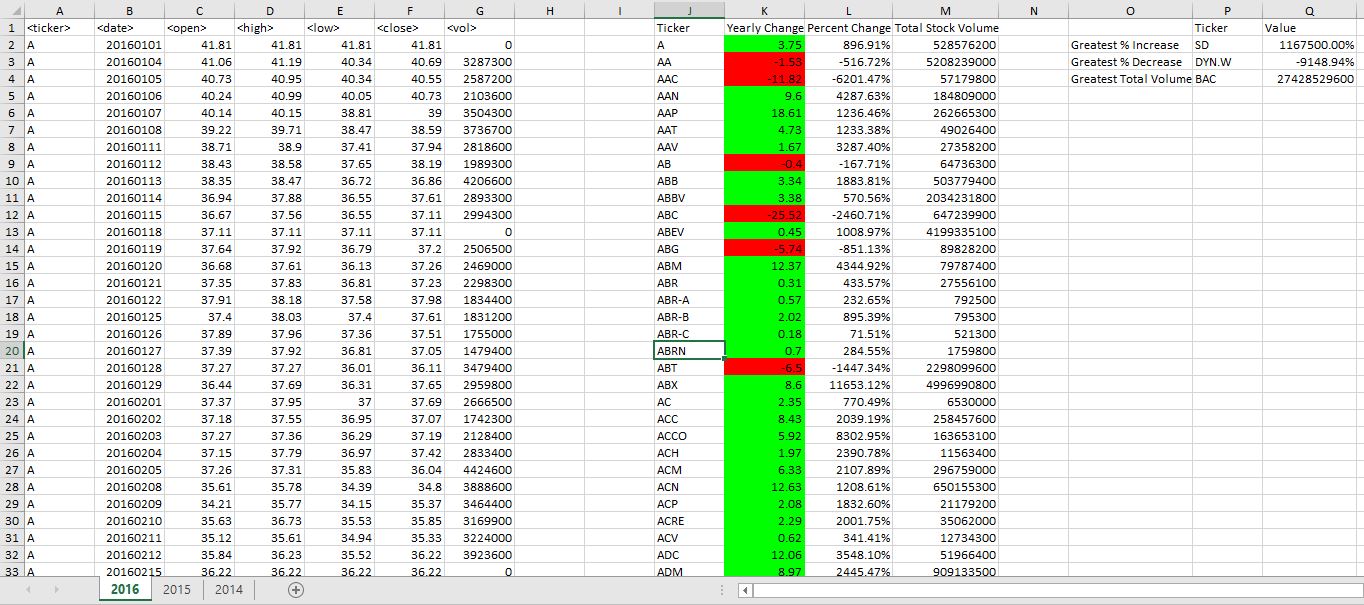 A B C D E F G H I J K L M N O P Q
1 <ticker> <date> <open> <high> <low> <close> <vol> Ticker Yearly Change Percent Change Total Stock Volume Ticker Value
2 A 20160101 41.81 41.81 41.81 41.81 0 A 3.75 896.91% 528576200 Greatest % Increase SD 1167500.00%
3 A 20160104 41.06 41.19 40.34 40.69 3287300 AA -1.53 -516.72% 5208239000 Greatest % Decrease DYN.W -9148.94%
4 A 20160105 40.73 40.95 40.34 40.55 2587200 AAC -11.82 -6201.47% 57179800 Greatest Total Volume BAC 27428529600
5 A 20160106 40.24 40.99 40.05 40.73 2103600 AAN 9.6 4287.63% 184809000
6 A 20160107 40.14 40.15 38.81 39 3504300 AAP 18.61 1236.46% 262665300
7 A 20160108 39.22 39.71 38.47 38.59 3736700 AAT 4.73 1233.38% 49026400
8 A 20160111 38.71 38.9 37.41 37.94 2818600 AAV 1.67 3287.40% 27358200
9 A 20160112 38.43 38.58 37.65 38.19 1989300 AB -0.4 -167.71% 64736300
10 A 20160113 38.35 38.47 36.72 36.86 4206600 ABB 3.34 1883.81% 503779400
11 A 20160114 36.94 37.88 36.55 37.61 2893300 ABBV 3.38 570.56% 2034231800
12 A 20160115 36.67 37.56 36.55 37.11 2994300 ABC -25.52 -2460.71% 647239900
13 A 20160118 37.11 37.11 37.11 37.11 0 ABEV 0.45 1008.97% 4199335100
14 A 20160119 37.64 37.92 36.79 37.2 2506500 ABG -5.74 -851.13% 89828200
15 A 20160120 36.68 37.61 36.13 37.26 2469000 ABM 12.37 4344.92% 79787400
16 A 20160121 37.35 37.83 36.81 37.23 2298300 ABR 0.31 433.57% 27556100
17 A 20160122 37.91 38.18 37.58 37.98 1834400 ABR-A 0.57 232.65% 792500
18 A 20160125 37.4 38.03 37.4 37.61 1831200 ABR-B 2.02 895.39% 795300
19 A 20160126 37.89 37.96 37.36 37.51 1755000 ABR-C 0.18 71.51% 521300
20 A 20160127 37.39 37.92 36.81 37.05 1479400 ABRN 0.7 284.55% 1759800
21 A 20160128 37.27 37.27 36.01 36.11 3479400 ABT -6.5 -1447.34% 2298099600
22 A 20160129 36.44 37.69 36.31 37.65 2959800 ABX 8.6 11653.12% 4996990800
23 A 20160201 37.37 37.95 37 37.69 2666500 AC 2.35 770.49% 6530000
24 A 20160202 37.18 37.55 36.95 37.07 1742300 ACC 8.43 2039.19% 258457600
25 A 20160203 37.27 37.36 36.29 37.19 2128400 ACCO 5.92 8302.95% 163653100
26 A 20160204 37.15 37.79 36.97 37.42 2833400 ACH 1.97 2390.78% 11563400
27 A 20160205 37.26 37.31 35.83 36.04 4424600 ACM 6.33 2107.89% 296759000
28 A 20160208 35.61 35.78 34.39 34.8 3888600 ACN 12.63 1208.61% 650155300
29 A 20160209 34.21 35.77 34.15 35.37 3464400 ACP 2.08 1832.60% 21179200
30 A 20160210 35.63 36.73 35.53 35.85 3169900 ACRE 2.29 2001.75% 35062000
31 A 20160211 35.12 35.61 34.94 35.33 3224000 ACV 0.62 341.41% 12734300
32 A 20160212 35.84 36.23 35.52 36.22 3923600 ADC 12.06 3548.10% 51966400
33 A 20160215 36.22 36.22 36.22 36.22 0 ADM 8.97 2445.47% 909133500
2016 2015 2014